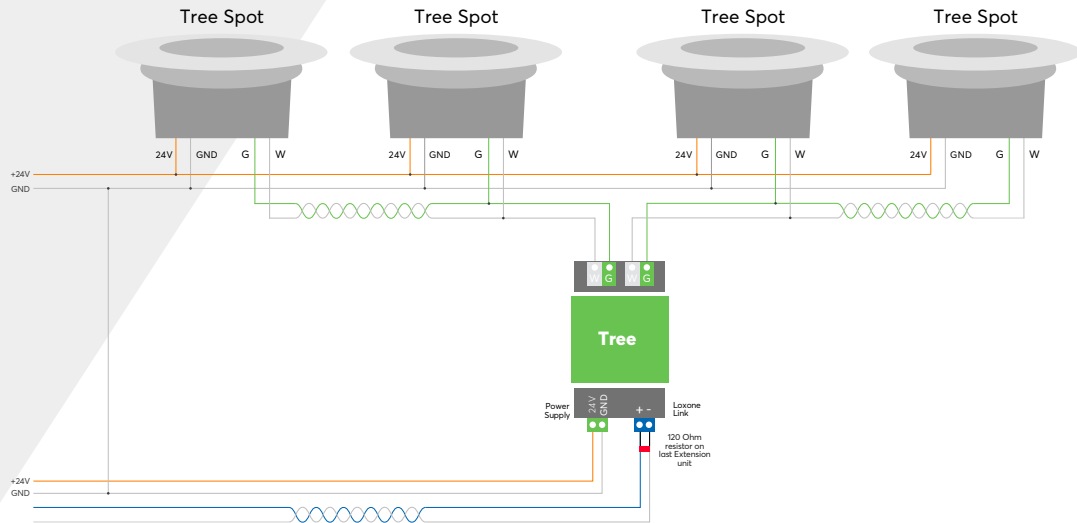 Tree Spot Tree Spot Tree Spot Tree Spot
24V GND G W 24V GND G W 24V GND G W 24V GND G W
+24V
GND
W G W G
Tree
Power
Supply
24V GND + -
Loxone
Link
120 Ohm
resistor on
last Extension
unit
+24V
GND